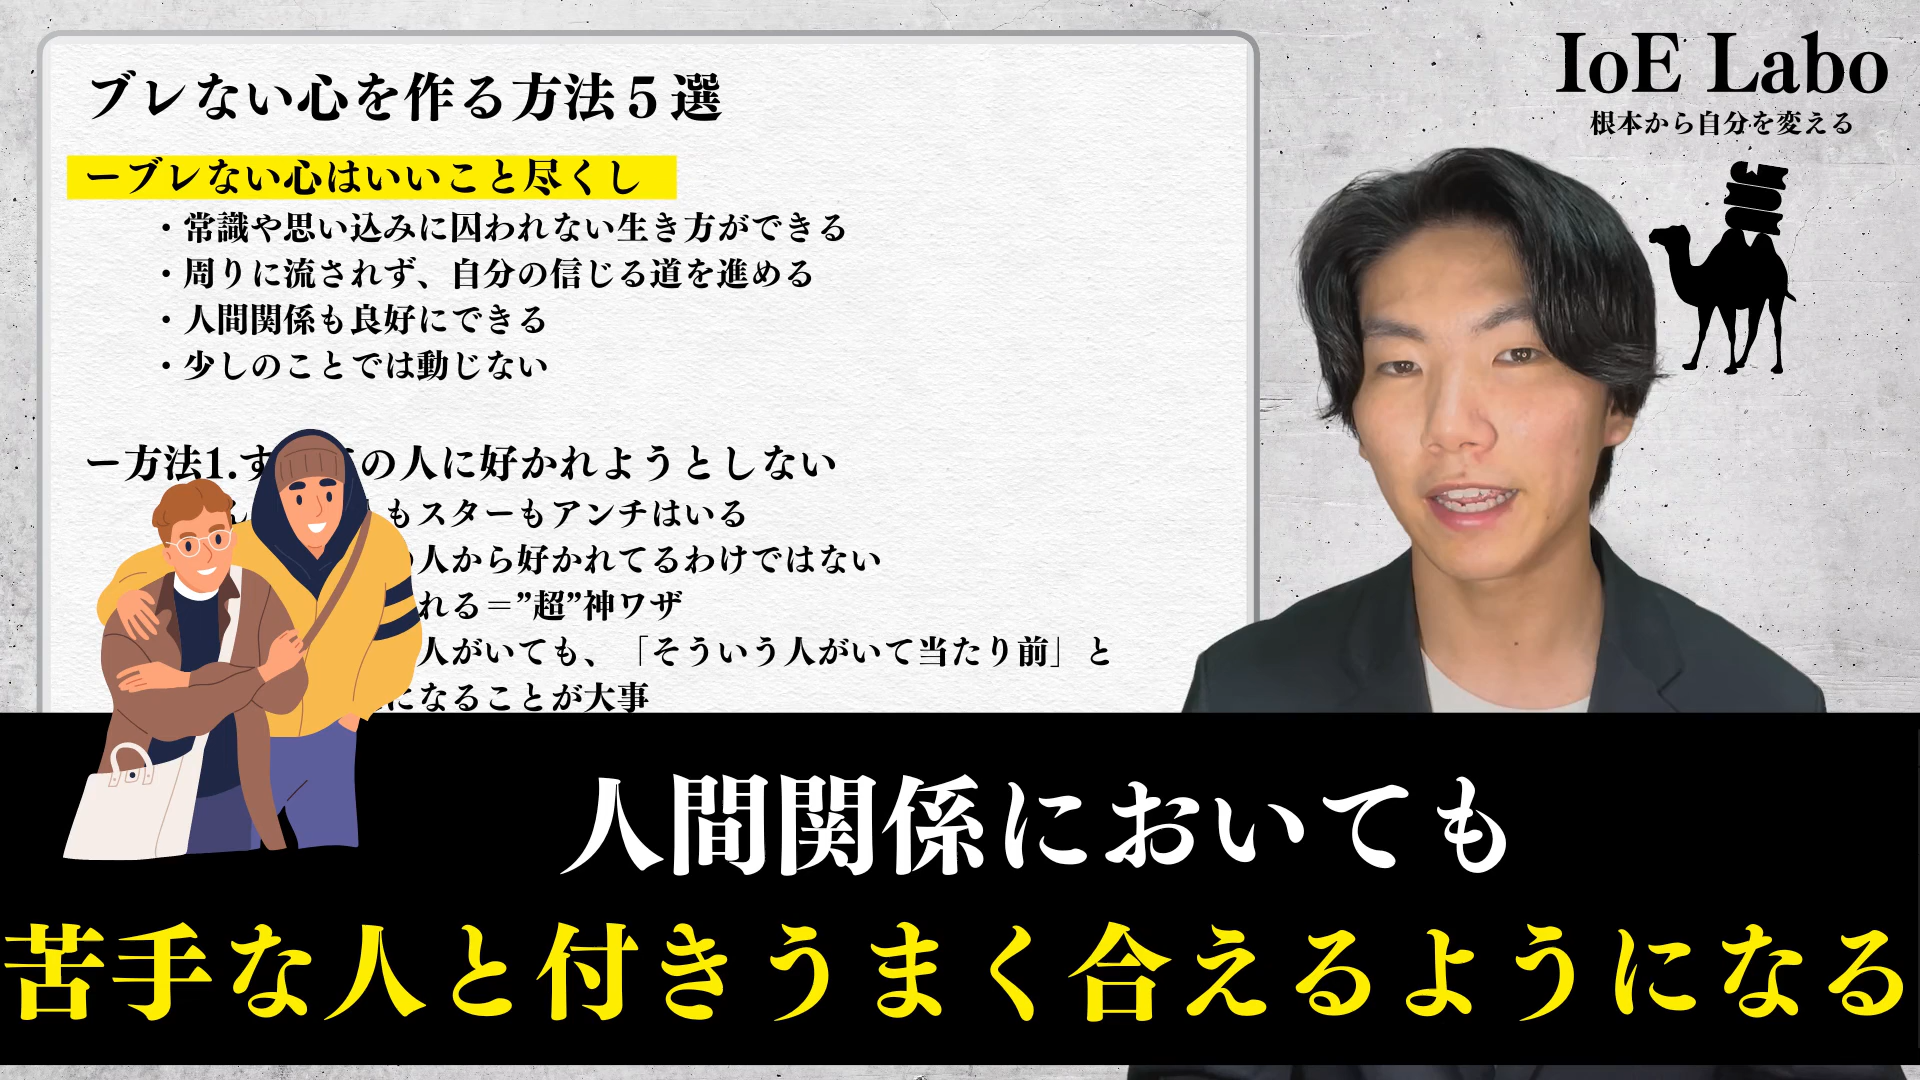 IoE Labo
根本から自分を変える
ブレない心を作る方法５選
ーブレない心はいいこと尽くし
・常識や思い込みに囚われない生き方ができる
・周りに流されず、自分の信じる道を進める
・人間関係も良好にできる
・少しのことでは動じない
ー方法1.す の人に好かれようとしない
もスターもアンチはいる
人から好かれてるわけではない
れる＝”超”神ワザ
人がいても、「そういう人がいて当たり前」と
になることが大事
人間関係においても
苦手な人と付きうまく合えるようになる